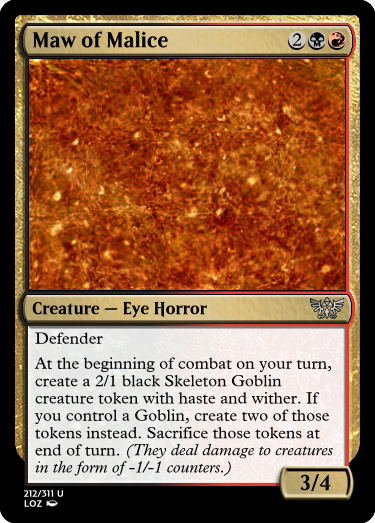 Maw of Malice 2
Creature — Eye Horror
Defender
At the beginning of combat on your turn,
create a 2/1 black Skeleton Goblin
creature token with haste and wither. If
you control a Goblin, create two of those
tokens instead. Sacrifice those tokens at
end of turn. (They deal damage to creatures
in the form of -1/-1 counters.)
3/4
212/311 U
LOZ